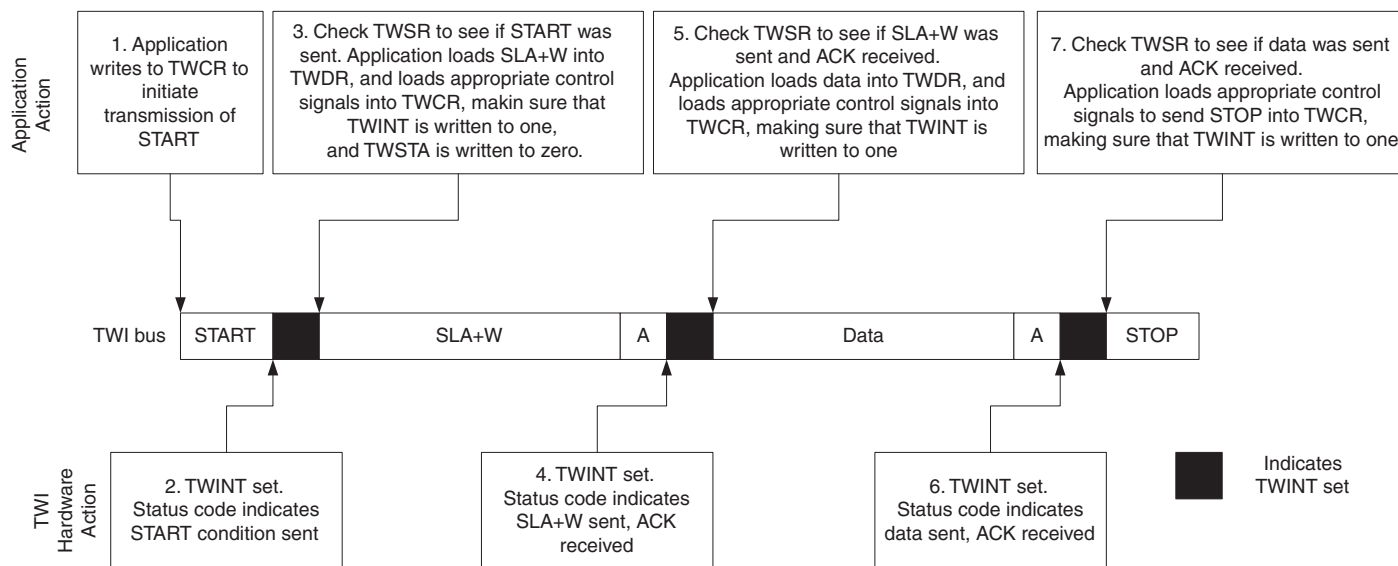 Application
Action
1. Application
writes to TWCR to
initiate
transmission of
START
3. Check TWSR to see if START was
sent. Application loads SLA+W into
TWDR, and loads appropriate control
signals into TWCR, makin sure that
TWINT is written to one,
and TWSTA is written to zero.
5. Check TWSR to see if SLA+W was
sent and ACK received.
Application loads data into TWDR, and
loads appropriate control signals into
TWCR, making sure that TWINT is
written to one
7. Check TWSR to see if data was sent
and ACK received.
Application loads appropriate control
signals to send STOP into TWCR,
making sure that TWINT is written to one
TWI bus
START
SLA+W
A
Data
A
STOP
TWI
Hardware
Action
2. TWINT set.
Status code indicates
START condition sent
4. TWINT set.
Status code indicates
SLA+W sent, ACK
received
6. TWINT set.
Status code indicates
data sent, ACK received
Indicates
TWINT set